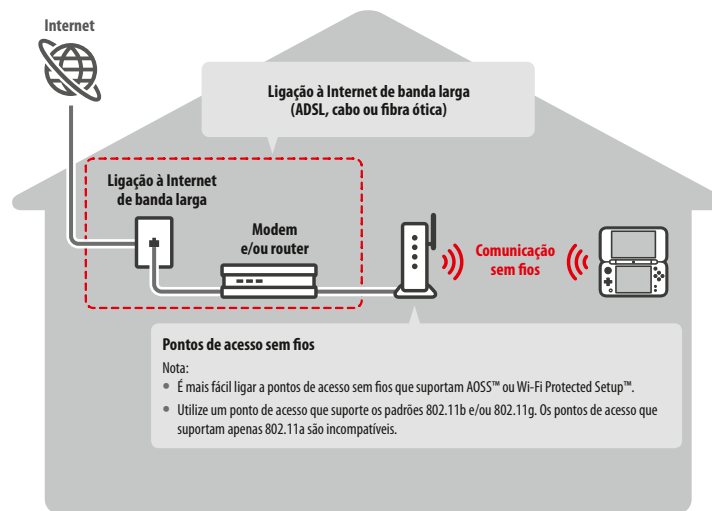 Internet
Ligação à Internet de banda larga
(ADSL, cabo ou fibra ótica)
Ligação à Internet
de banda larga
Modem
e/ou router
Comunicação
sem fios
Pontos de acesso sem fios
Nota:
• É mais fácil ligar a pontos de acesso sem fios que suportam AOSS™ ou Wi-Fi Protected Setup™.
• Utilize um ponto de acesso que suporte os padrões 802.11b e/ou 802.11g. Os pontos de acesso que
suportam apenas 802.11a são incompatíveis.